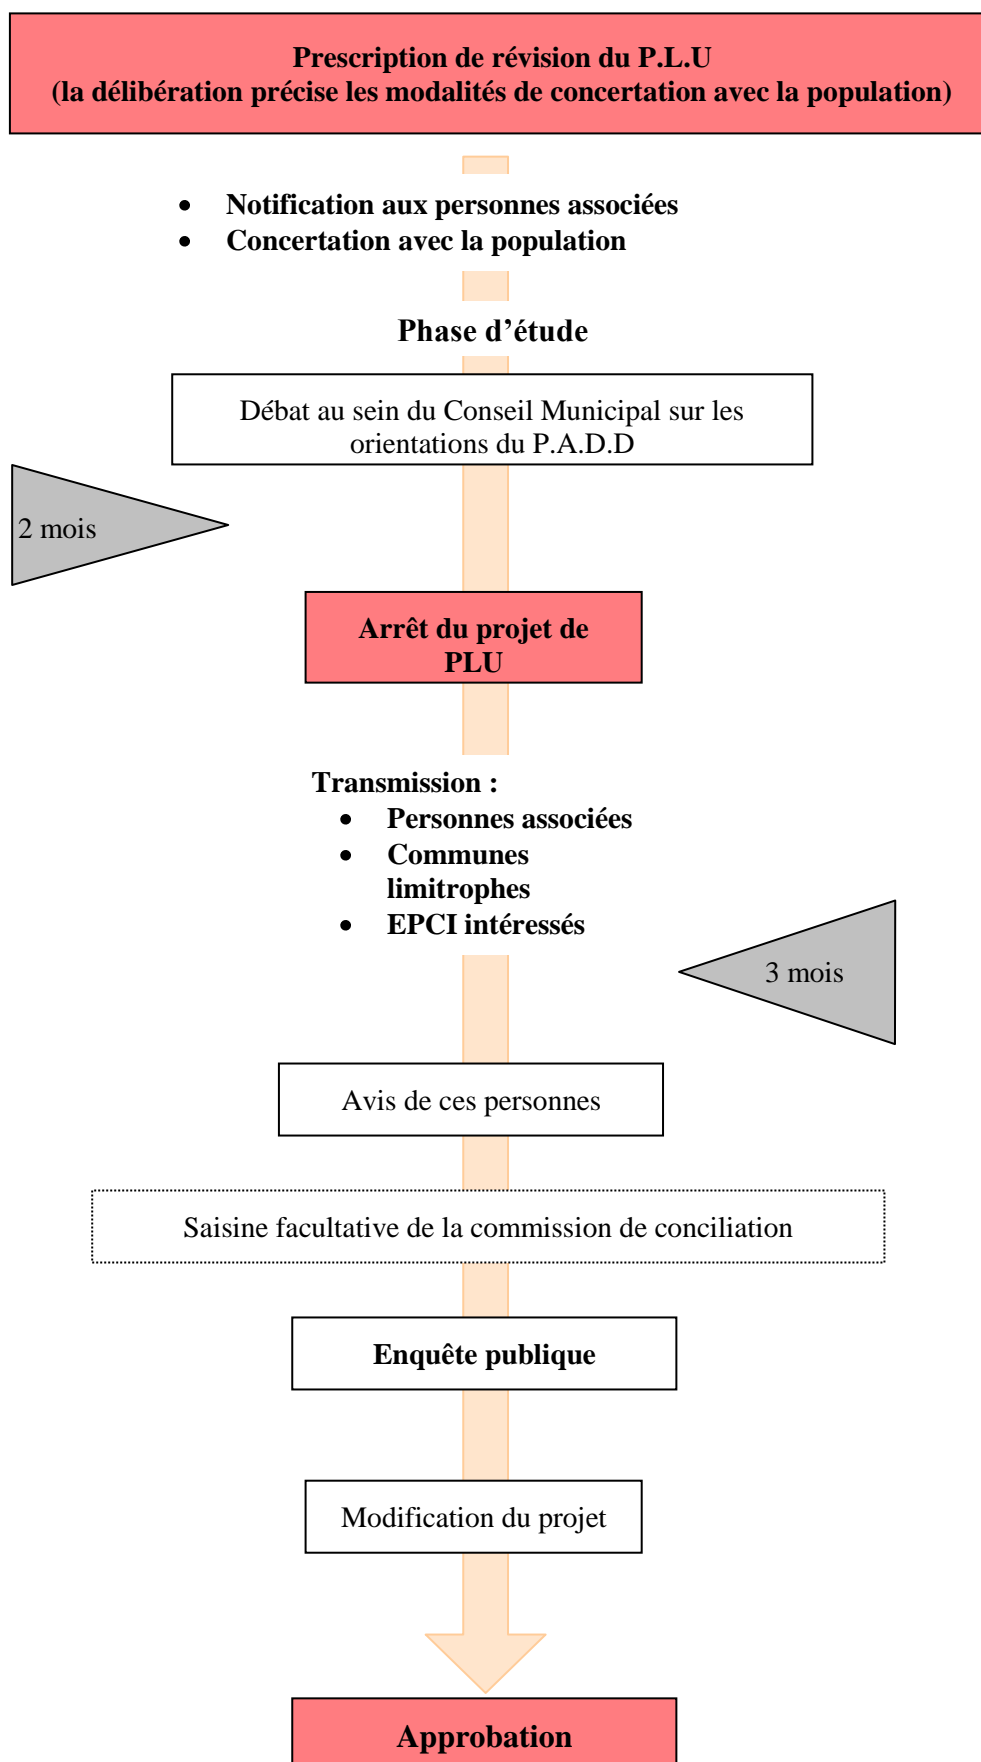 Prescription de révision du P.L.U
(la délibération précise les modalités de concertation avec la population)
• Notification aux personnes associées
• Concertation avec la population
Phase d’étude
Débat au sein du Conseil Municipal sur les
orientations du P.A.D.D
2 mois
Arrêt du projet de
PLU
Transmission :
• Personnes associées
• Communes
limitrophes
• EPCI intéressés
3 mois
Avis de ces personnes
Saisine facultative de la commission de conciliation
Enquête publique
Modification du projet
Approbation